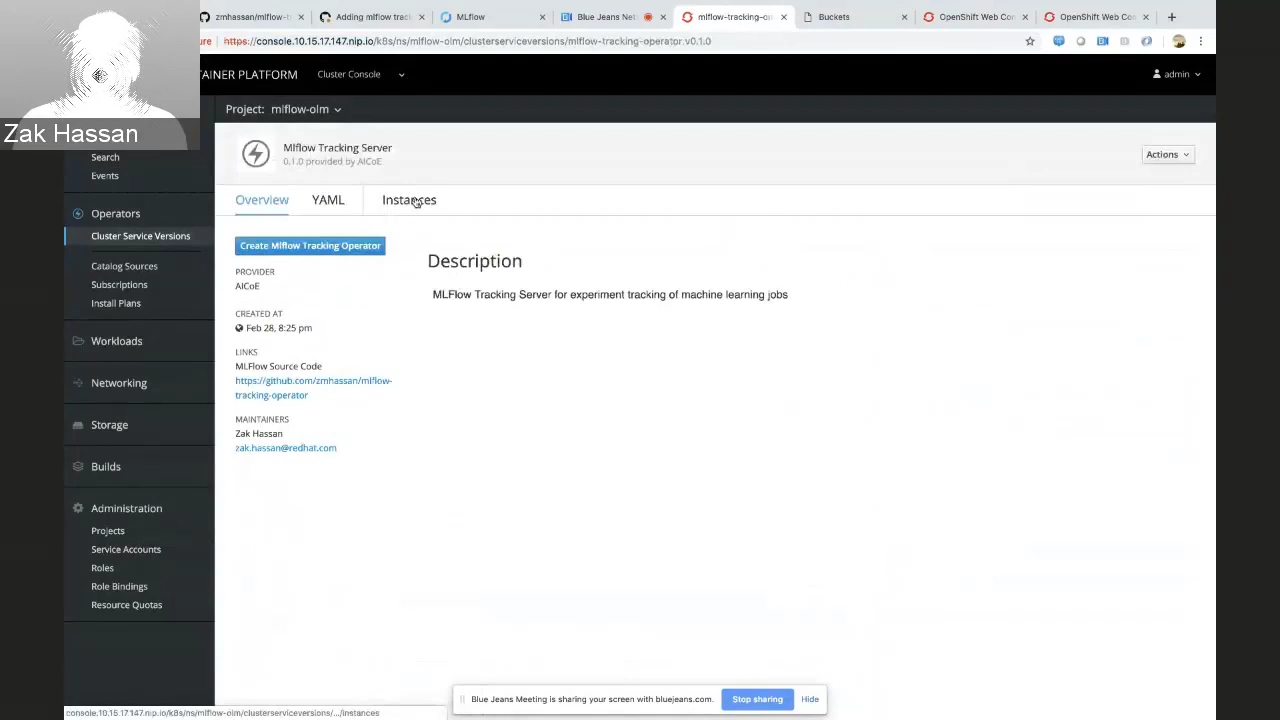 zmhassan/mlflow-t
Adding mlflow trac
MLflow
Blue Jeans Net
mlflow-tracking-op
Buckets
OpenShift Web Con
OpenShift Web Con
ure https://console.10.15.17.147.nip.io/k8s/ns/mlflow-olm/clusterserviceversions/mlflow-tracking-operator.v0.1.0
TAINER PLATFORM
Cluster Console
admin
Zak Hassan
Project: mlflow-olm
Search
Events
Operators
Cluster Service Versions
Catalog Sources
Subscriptions
Install Plans
Workloads
Networking
Storage
Builds
Administration
Projects
Service Accounts
Roles
Role Bindings
Resource Quotas
Mlflow Tracking Server
0.1.0 provided by AICoE
Actions
Overview
YAML
Instances
Create Mlflow Tracking Operator
PROVIDER
AICoE
CREATED AT
Feb 28, 8:25 pm
LINKS
MLFlow Source Code
https://github.com/zmhassan/mlflow-
tracking-operator
MAINTAINERS
Zak Hassan
zak.hassan@redhat.com
Description
MLFlow Tracking Server for experiment tracking of machine learning jobs
Blue Jeans Meeting is sharing your screen with bluejeans.com.
Stop sharing
Hide
console.10.15.17.147.nip.io/k8s/ns/mlflow-olm/clusterserviceversions/.../instances